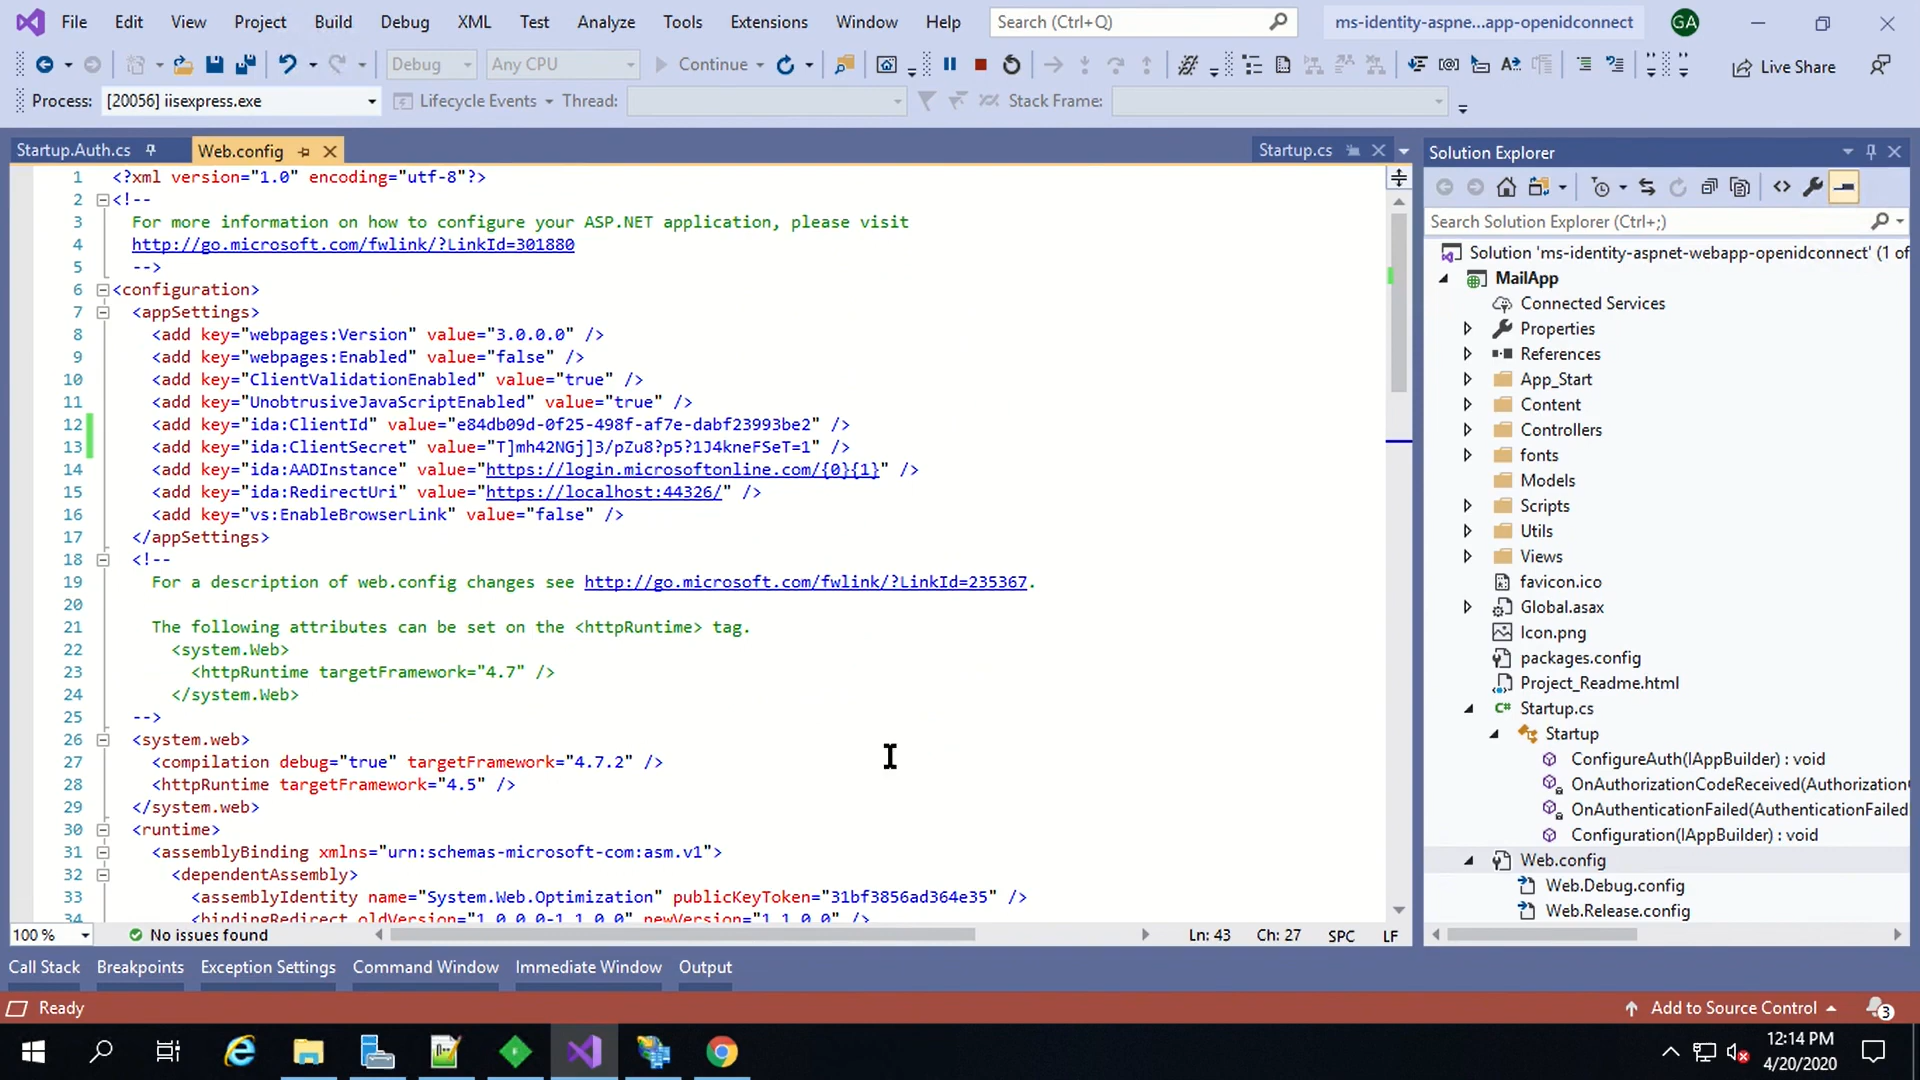 File Edit View Project Build Debug XML Test Analyze Tools Extensions Window Help Search (Ctrl+Q) ms-identity-aspne...app-openidconnect GA
Debug Any CPU Continue Live Share
Process: [20056] iisexpress.exe Lifecycle Events Thread: Stack Frame:
Startup.Auth.cs Web.config Startup.cs
1 <?xml version="1.0" encoding="utf-8"?>
2 <!--
3 For more information on how to configure your ASP.NET application, please visit
4 http://go.microsoft.com/fwlink/?LinkId=301880
5 -->
6 <configuration>
7 <appSettings>
8 <add key="webpages:Version" value="3.0.0.0" />
9 <add key="webpages:Enabled" value="false" />
10 <add key="ClientValidationEnabled" value="true" />
11 <add key="UnobtrusiveJavaScriptEnabled" value="true" />
12 <add key="ida:ClientId" value="e84db09d-0f25-498f-af7e-dabf23993be2" />
13 <add key="ida:ClientSecret" value="T]mh42NGj]3/pZu8?p5?1J4kneFSeT=1" />
14 <add key="ida:AADInstance" value="https://login.microsoftonline.com/{0}{1}" />
15 <add key="ida:RedirectUri" value="https://localhost:44326/" />
16 <add key="vs:EnableBrowserLink" value="false" />
17 </appSettings>
18 <!--
19 For a description of web.config changes see http://go.microsoft.com/fwlink/?LinkId=235367.
20
21 The following attributes can be set on the <httpRuntime> tag.
22 <system.Web>
23 <httpRuntime targetFramework="4.7" />
24 </system.Web>
25 -->
26 <system.web>
27 <compilation debug="true" targetFramework="4.7.2" />
28 <httpRuntime targetFramework="4.5" />
29 </system.web>
30 <runtime>
31 <assemblyBinding xmlns="urn:schemas-microsoft-com:asm.v1">
32 <dependentAssembly>
33 <assemblyIdentity name="System.Web.Optimization" publicKeyToken="31bf3856ad364e35" />
34 <bindingRedirect oldVersion="1.0.0.0-1.1.0.0" newVersion="1.1.0.0" />
100 % No issues found Ln: 43 Ch: 27 SPC LF
Solution Explorer
Search Solution Explorer (Ctrl+;)
Solution 'ms-identity-aspnet-webapp-openidconnect' (1 of
MailApp
Connected Services
Properties
References
App_Start
Content
Controllers
fonts
Models
Scripts
Utils
Views
favicon.ico
Global.asax
Icon.png
packages.config
Project_Readme.html
C# Startup.cs
Startup
ConfigureAuth(IAppBuilder) : void
OnAuthorizationCodeReceived(Authorization
OnAuthenticationFailed(AuthenticationFailed
Configuration(IAppBuilder) : void
Web.config
Web.Debug.config
Web.Release.config
Call Stack Breakpoints Exception Settings Command Window Immediate Window Output
Ready Add to Source Control 3
12:14 PM
4/20/2020